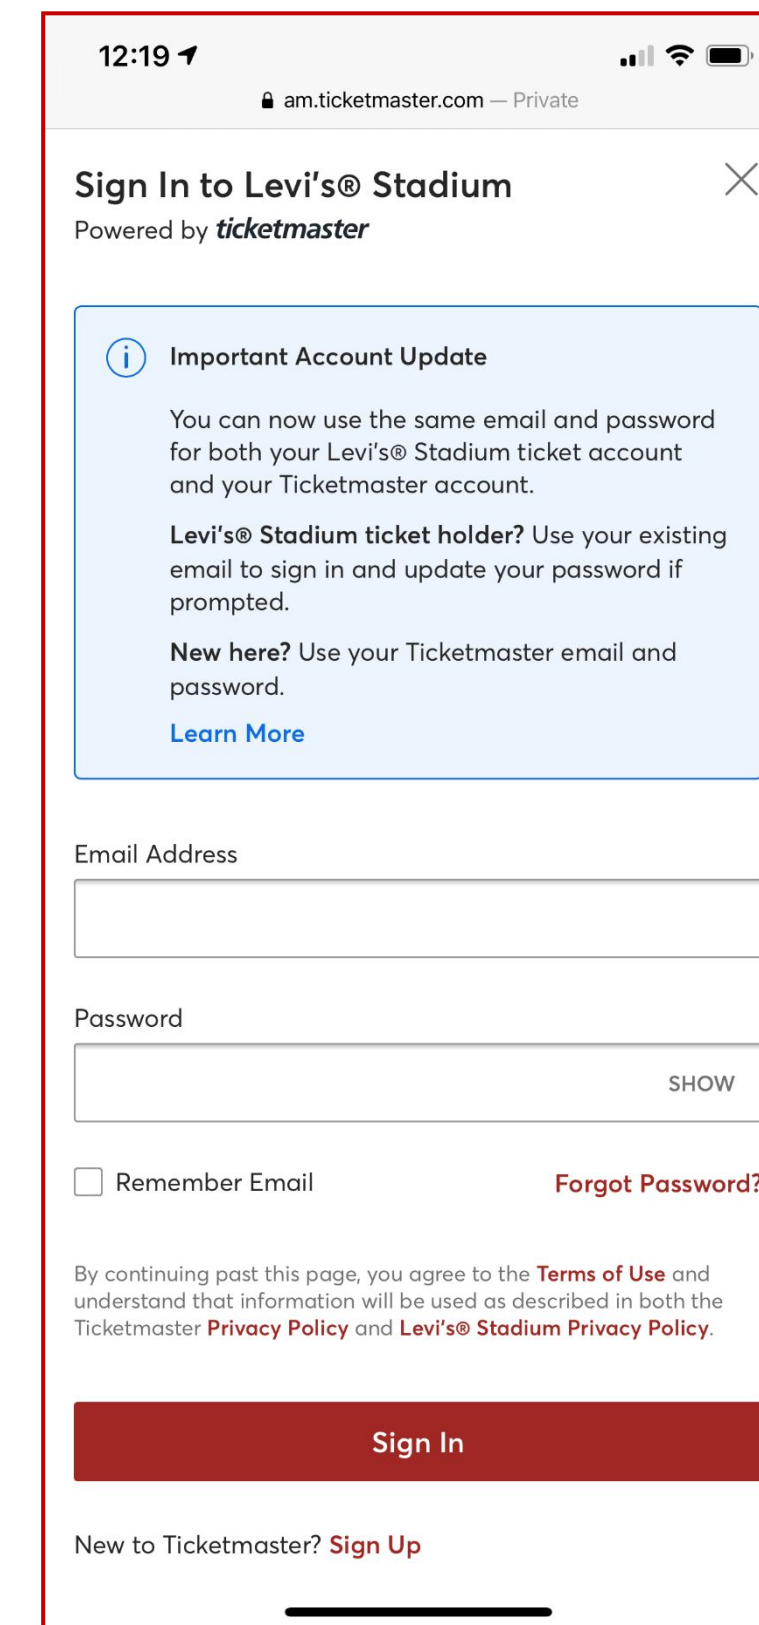 12:19
am.ticketmaster.com — Private
Sign In to Levi's® Stadium
Powered by ticketmaster
Important Account Update
You can now use the same email and password
for both your Levi's® Stadium ticket account
and your Ticketmaster account.
Levi's® Stadium ticket holder? Use your existing
email to sign in and update your password if
prompted.
New here? Use your Ticketmaster email and
password.
Learn More
Email Address
Password
SHOW
Remember Email
Forgot Password?
By continuing past this page, you agree to the Terms of Use and
understand that information will be used as described in both the
Ticketmaster Privacy Policy and Levi's® Stadium Privacy Policy.
Sign In
New to Ticketmaster? Sign Up